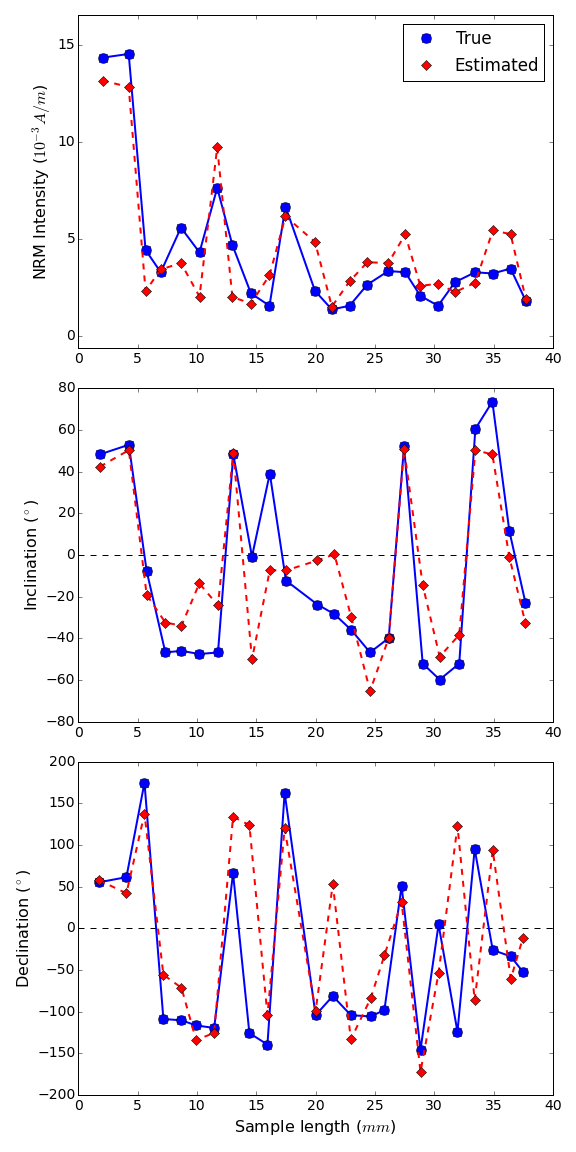 15
10
5
0
NRM Intensity (10⁻³ A/m)
True
Estimated
0 5 10 15 20 25 30 35 40
80
60
40
20
0
−20
−40
−60
−80
Inclination (°)
0 5 10 15 20 25 30 35 40
200
150
100
50
0
−50
−100
−150
−200
Declination (°)
0 5 10 15 20 25 30 35 40
Sample length (mm)